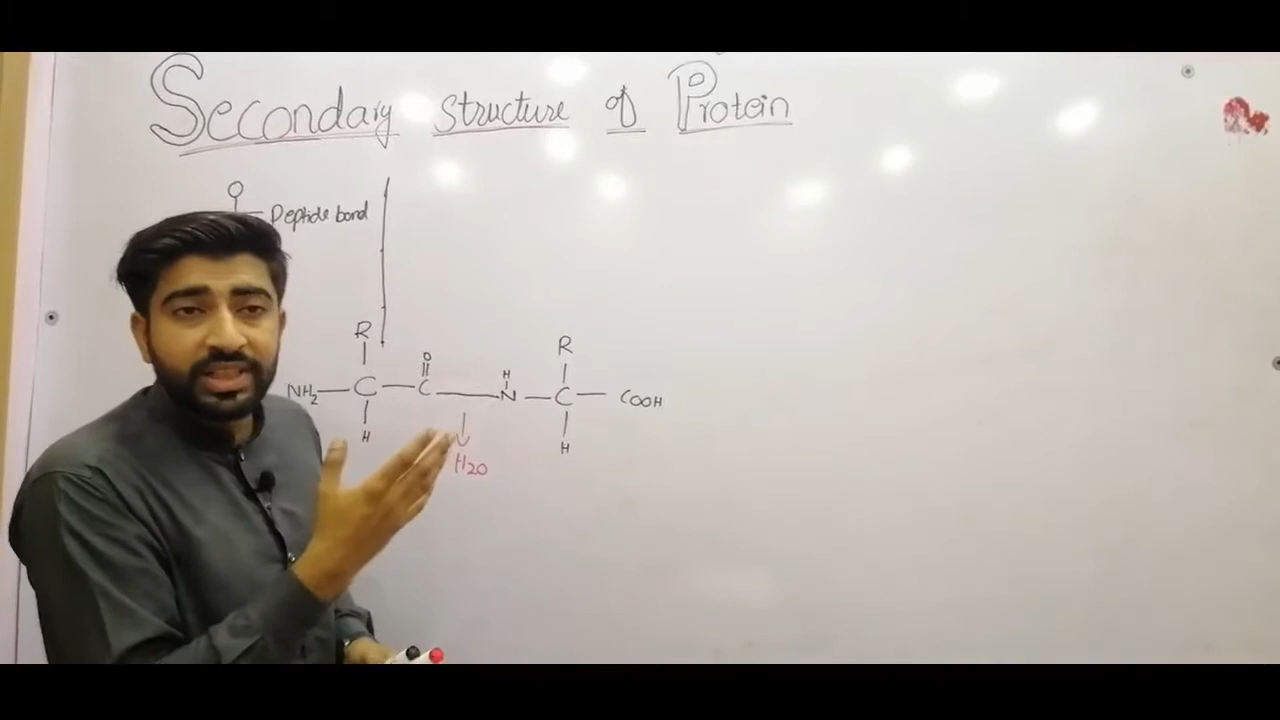 Secondary structure of Protein
O
Peptide bond
R
R
O
H
NH2 C C N C COOH
H
H
H2O